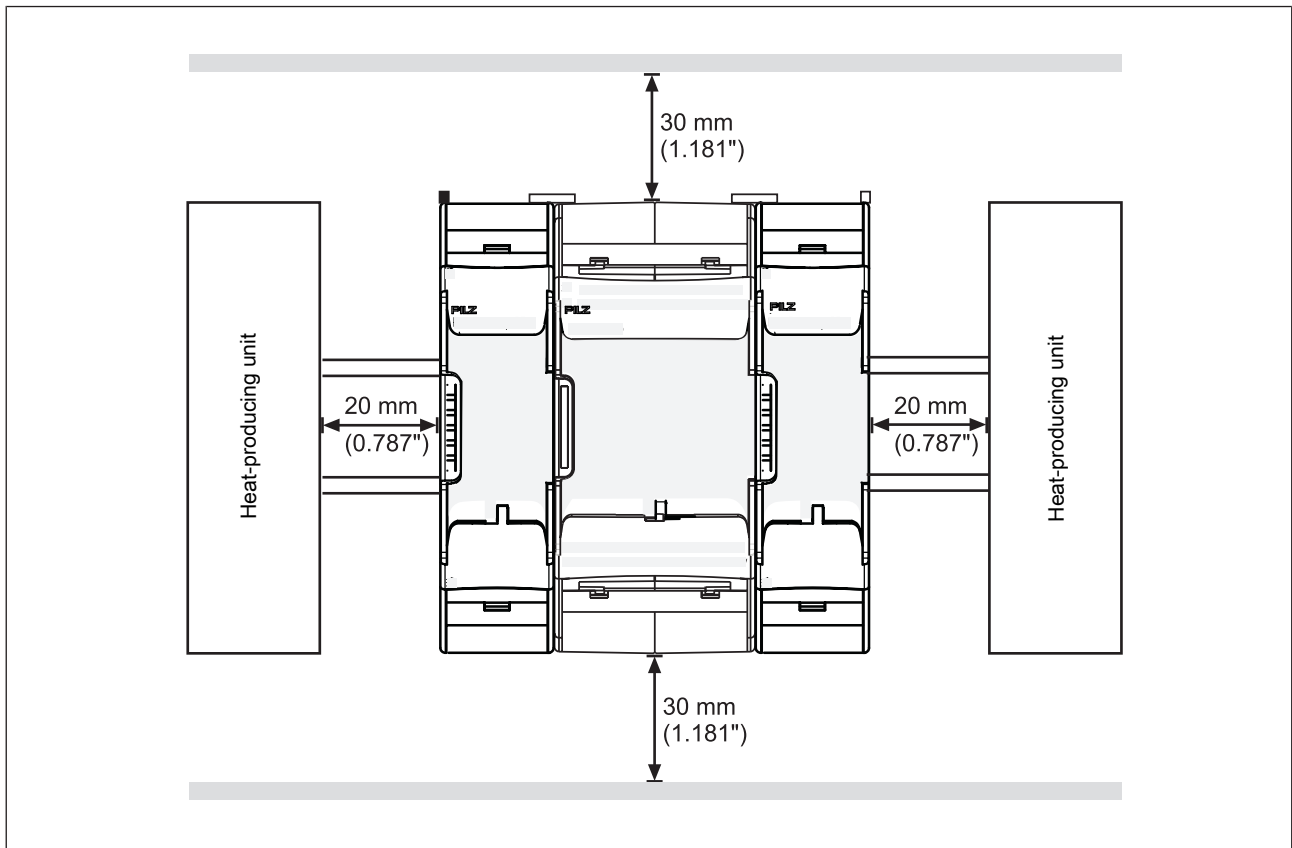 30 mm
(1.181")
PILZ
PILZ
PILZ
Heat-producing unit
20 mm
(0.787")
20 mm
(0.787")
Heat-producing unit
30 mm
(1.181")